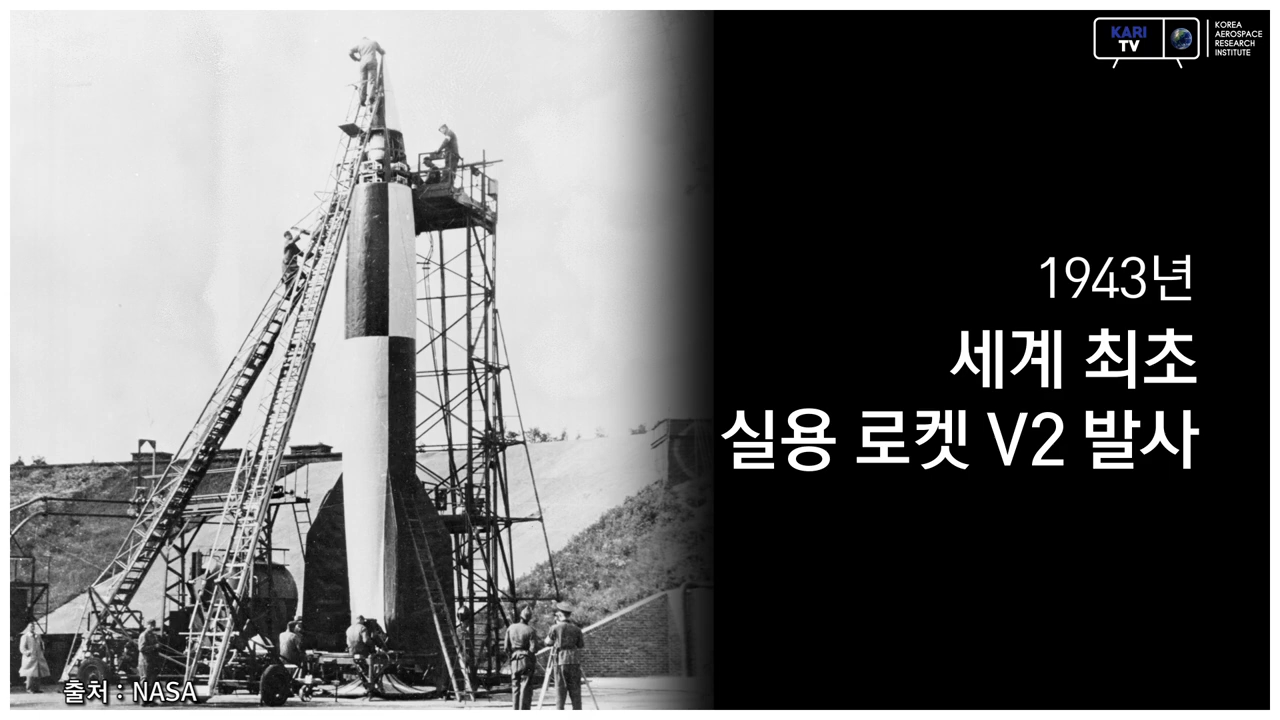 KARI
TV
KOREA
AEROSPACE
RESEARCH
INSTITUTE
1943년
세계 최초
실용 로켓 V2 발사
출처 : NASA